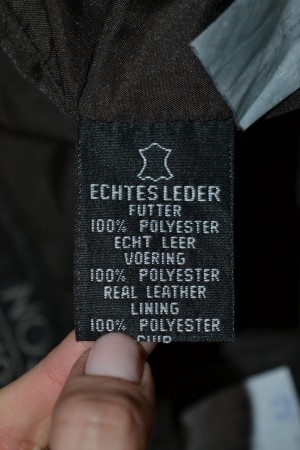 ECHTES LEDER
FUTTER
100% POLYESTER
ECHT LEER
VOERING
100% POLYESTER
REAL LEATHER
LINING
100% POLYESTER